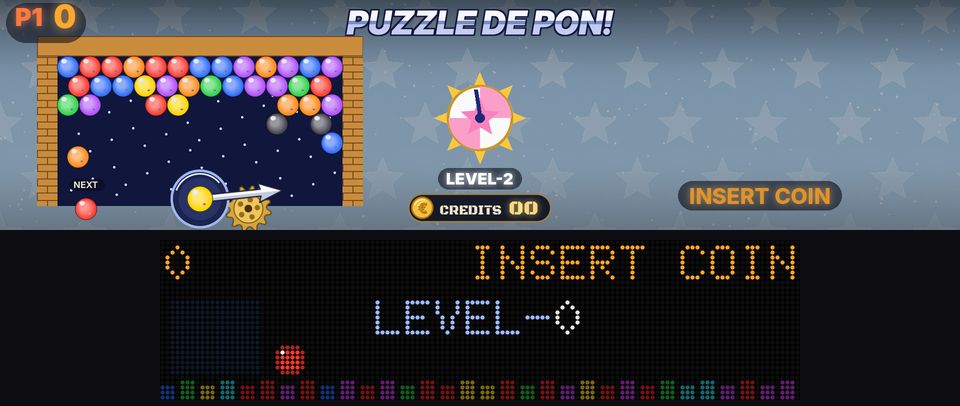 P1 0
PUZZLE DE PON!
NEXT
LEVEL-2
CREDITS 00
INSERT COIN
0 INSERT COIN
LEVEL-0